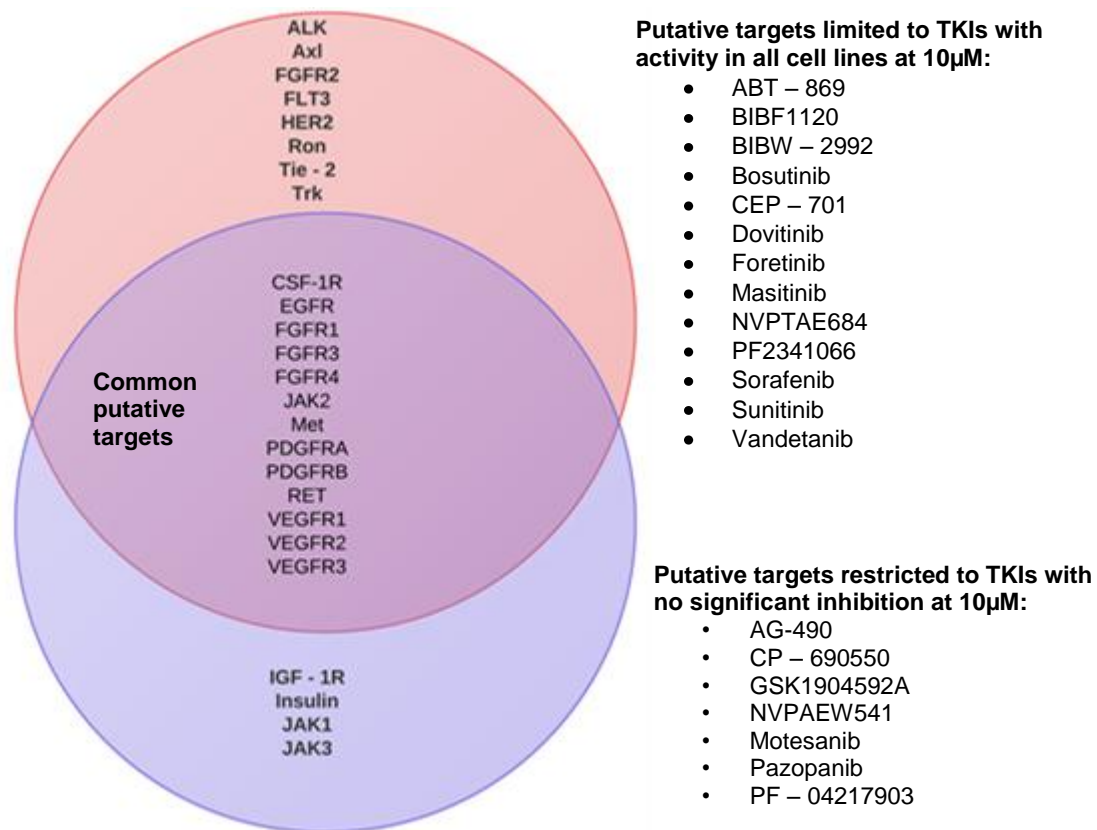 ALK
Axl
FGFR2
FLT3
HER2
Ron
Tie - 2
Trk
CSF-1R
EGFR
FGFR1
FGFR3
FGFR4
JAK2
Met
PDGFRA
PDGFRB
RET
VEGFR1
VEGFR2
VEGFR3
Common
putative
targets
IGF - 1R
Insulin
JAK1
JAK3
Putative targets limited to TKIs with
activity in all cell lines at 10µM:
• ABT – 869
• BIBF1120
• BIBW – 2992
• Bosutinib
• CEP – 701
• Dovitinib
• Foretinib
• Masitinib
• NVPTAE684
• PF2341066
• Sorafenib
• Sunitinib
• Vandetanib
Putative targets restricted to TKIs with
no significant inhibition at 10µM:
• AG-490
• CP – 690550
• GSK1904592A
• NVPAEW541
• Motesanib
• Pazopanib
• PF – 04217903